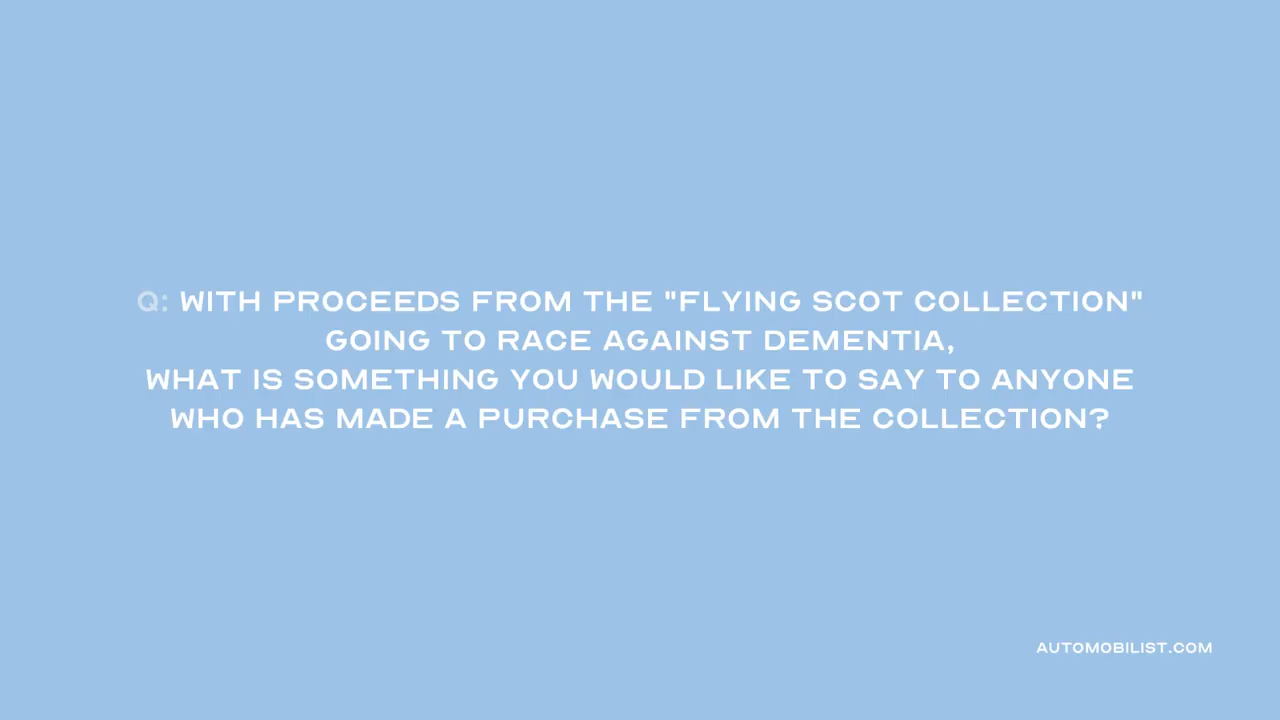 Q: WITH PROCEEDS FROM THE "FLYING SCOT COLLECTION"
GOING TO RACE AGAINST DEMENTIA,
WHAT IS SOMETHING YOU WOULD LIKE TO SAY TO ANYONE
WHO HAS MADE A PURCHASE FROM THE COLLECTION?
AUTOMOBILIST.COM